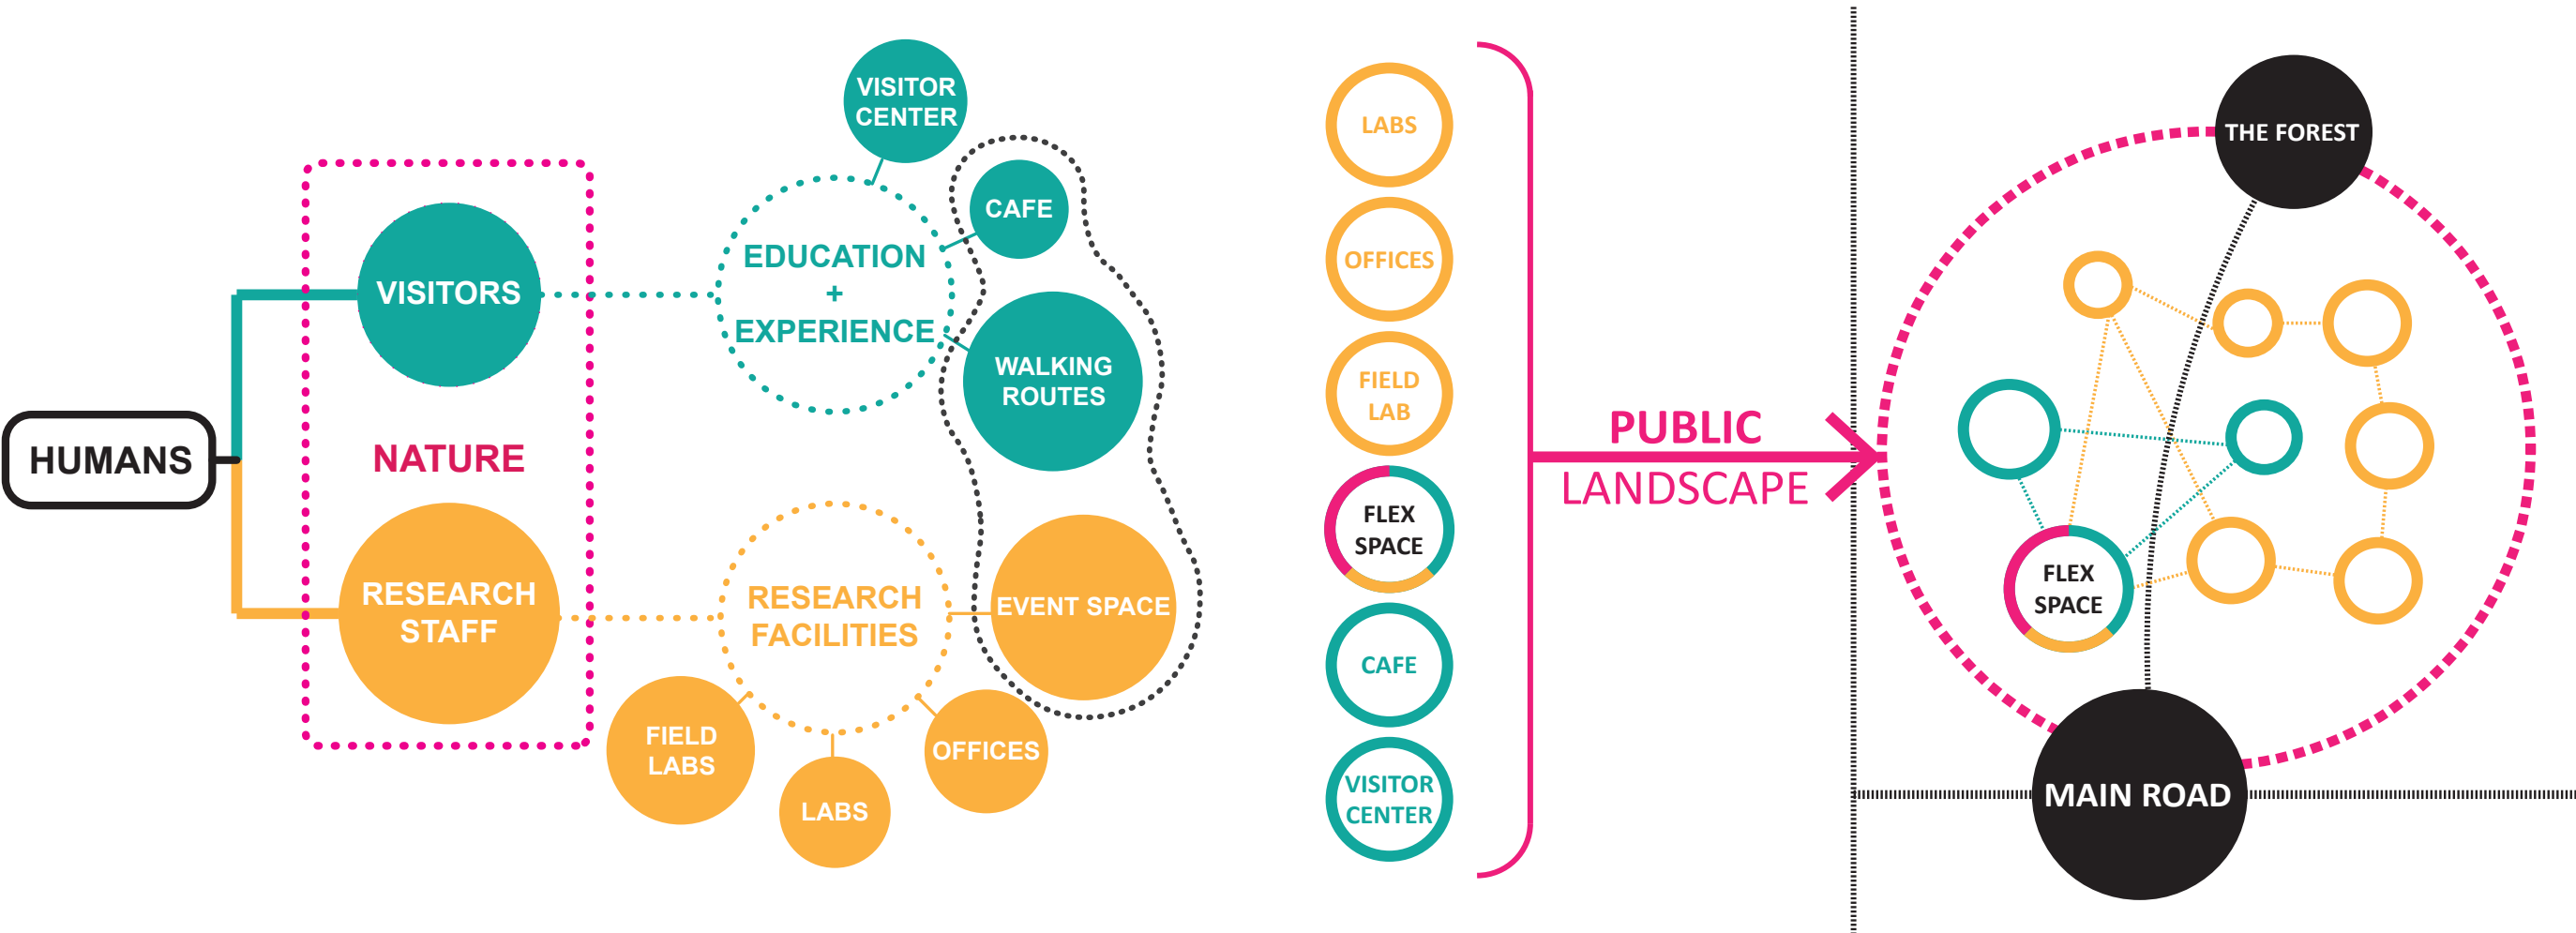 HUMANS
VISITORS
NATURE
RESEARCH
STAFF
EDUCATION
+
EXPERIENCE
VISITOR
CENTER
CAFE
WALKING
ROUTES
RESEARCH
FACILITIES
EVENT SPACE
FIELD
LABS
LABS
OFFICES
LABS
OFFICES
FIELD
LAB
FLEX
SPACE
CAFE
VISITOR
CENTER
PUBLIC
LANDSCAPE
THE FOREST
FLEX
SPACE
MAIN ROAD